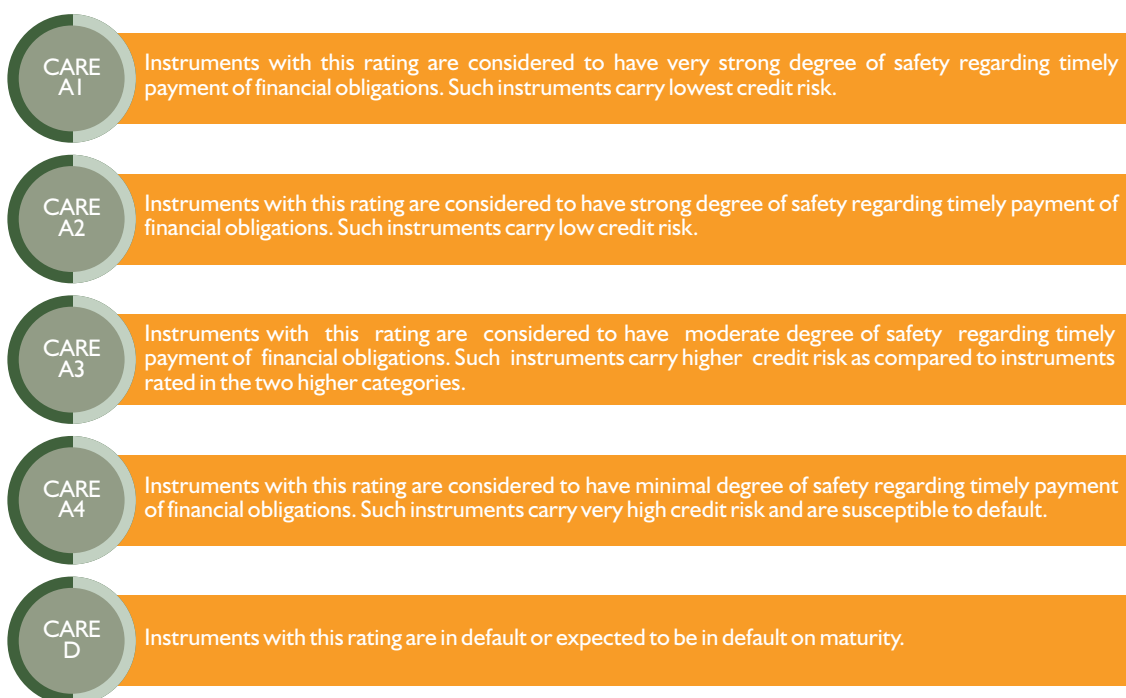 CARE
A1
Instruments with this rating are considered to have very strong degree of safety regarding timely
payment of financial obligations. Such instruments carry lowest credit risk.
CARE
A2
Instruments with this rating are considered to have strong degree of safety regarding timely payment of
financial obligations. Such instruments carry low credit risk.
CARE
A3
Instruments with this rating are considered to have moderate degree of safety regarding timely
payment of financial obligations. Such instruments carry higher credit risk as compared to instruments
rated in the two higher categories.
CARE
A4
Instruments with this rating are considered to have minimal degree of safety regarding timely payment
of financial obligations. Such instruments carry very high credit risk and are susceptible to default.
CARE
D
Instruments with this rating are in default or expected to be in default on maturity.